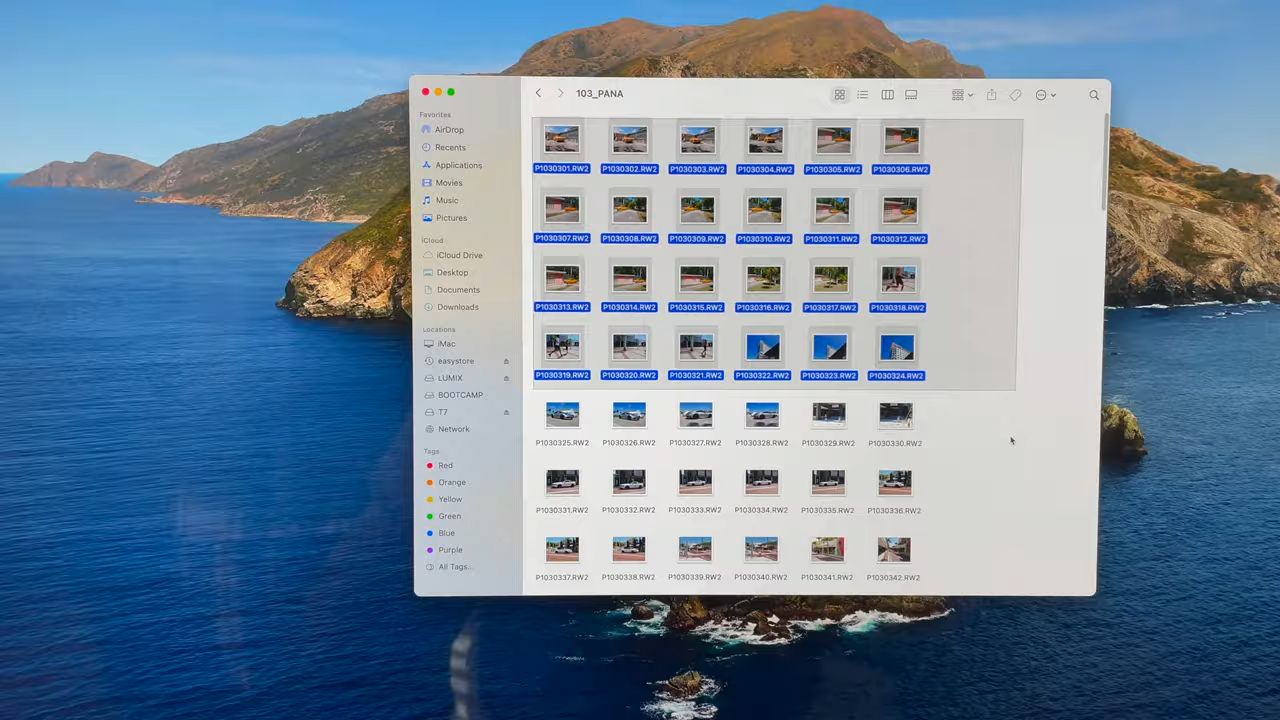 103_PANA
Favorites
AirDrop
Recents
Applications
Movies
Music
Pictures
iCloud
iCloud Drive
Desktop
Documents
Downloads
Locations
iMac
easystore
LUMIX
BOOTCAMP
T7
Network
Tags
Red
Orange
Yellow
Green
Blue
Purple
All Tags...
P1030301.RW2 P1030302.RW2 P1030303.RW2 P1030304.RW2 P1030305.RW2 P1030306.RW2
P1030307.RW2 P1030308.RW2 P1030309.RW2 P1030310.RW2 P1030311.RW2 P1030312.RW2
P1030313.RW2 P1030314.RW2 P1030315.RW2 P1030316.RW2 P1030317.RW2 P1030318.RW2
P1030319.RW2 P1030320.RW2 P1030321.RW2 P1030322.RW2 P1030323.RW2 P1030324.RW2
P1030325.RW2 P1030326.RW2 P1030327.RW2 P1030328.RW2 P1030329.RW2 P1030330.RW2
P1030331.RW2 P1030332.RW2 P1030333.RW2 P1030334.RW2 P1030335.RW2 P1030336.RW2
P1030337.RW2 P1030338.RW2 P1030339.RW2 P1030340.RW2 P1030341.RW2 P1030342.RW2